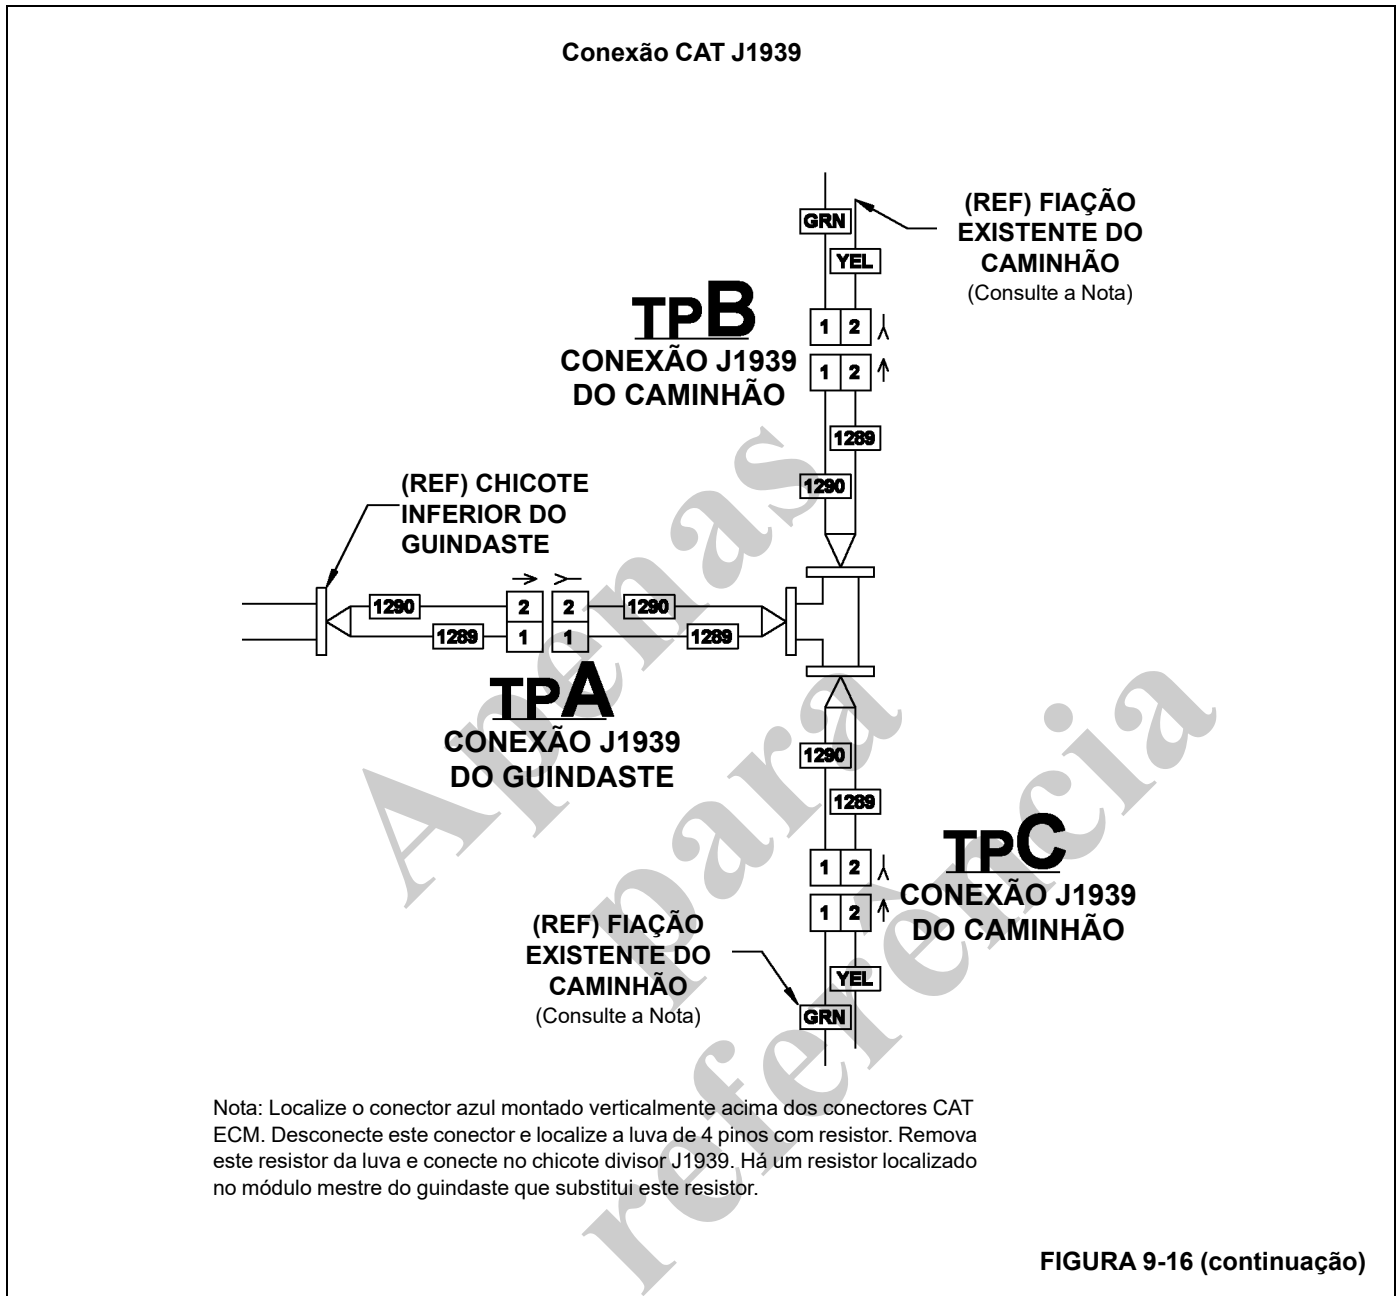 Conexão CAT J1939
GRN
YEL
(REF) FIAÇÃO
EXISTENTE DO
CAMINHÃO
(Consulte a Nota)
TPB
CONEXÃO J1939
DO CAMINHÃO
1 2
1 2
1289
1290
(REF) CHICOTE
INFERIOR DO
GUINDASTE
1290 2 2 1290
1289 1 1 1289
TPA
CONEXÃO J1939
DO GUINDASTE
1290
1289
1 2
1 2
TPC
CONEXÃO J1939
DO CAMINHÃO
(REF) FIAÇÃO
EXISTENTE DO
CAMINHÃO
(Consulte a Nota)
YEL
GRN
Nota: Localize o conector azul montado verticalmente acima dos conectores CAT
ECM. Desconecte este conector e localize a luva de 4 pinos com resistor. Remova
este resistor da luva e conecte no chicote divisor J1939. Há um resistor localizado
no módulo mestre do guindaste que substitui este resistor.
FIGURA 9-16 (continuação)
Apenas
para
referència